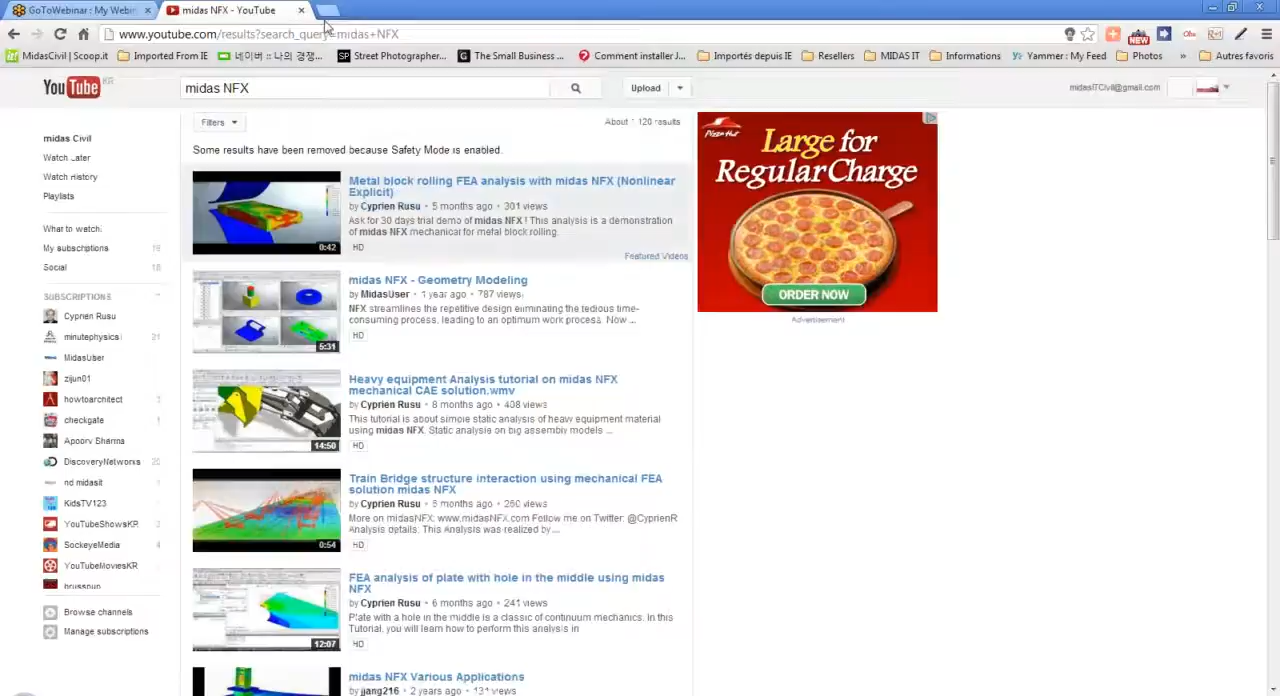 GoToWebinar : My Webin
midas NFX - YouTube
www.youtube.com/results?search_query=midas+NFX
MidasCivil | Scoop.it
Imported From IE
네이버 :: 나의 경쟁...
Street Photographer...
The Small Business ...
Comment installer J...
Importés depuis IE
Resellers
MIDAS IT
Informations
Yammer : My Feed
Photos
»
Autres favoris
NEW
YouTube KR
midas NFX
Upload
midasITCivil@gmail.com
midas Civil
Watch Later
Watch History
Playlists
What to watch
My subscriptions
Social
SUBSCRIPTIONS
Cyprien Rusu
minutephysics
MidasUser
zijun01
howtoarchitect
checkgate
Apoorv Sharma
DiscoveryNetworks
nd midasit
KidsTV123
YouTubeShowsKR
SockeyeMedia 4
YouTubeMoviesKR
brusspup
Browse channels
Manage subscriptions
Filters
About 1 120 results
Some results have been removed because Safety Mode is enabled.
0:42
Metal block rolling FEA analysis with midas NFX (Nonlinear
Explicit)
by Cyprien Rusu • 5 months ago • 301 views
Ask for 30 days trial demo of midas NFX ! This analysis is a demonstration
of midas NFX mechanical for metal block rolling.
HD
Featured Videos
5:31
midas NFX - Geometry Modeling
by MidasUser • 1 year ago • 787 views
NFX streamlines the repetitive design eliminating the tedious time-
consuming process, leading to an optimum work process. Now ...
HD
14:50
Heavy equipment Analysis tutorial on midas NFX
mechanical CAE solution.wmv
by Cyprien Rusu • 8 months ago • 408 views
This tutorial is about simple static analysis of heavy equipment material
using midas NFX. Static analysis on big assembly models ...
HD
0:54
Train Bridge structure interaction using mechanical FEA
solution midas NFX
by Cyprien Rusu • 5 months ago • 260 views
More on midasNFX: www.midasNFX.com Follow me on Twitter: @CyprienR
Analysis details: This Analysis was realized by ...
HD
12:07
FEA analysis of plate with hole in the middle using midas
NFX
by Cyprien Rusu • 6 months ago • 241 views
Plate with a hole in the middle is a classic of continuum mechanics. In this
Tutorial, you will learn how to perform this analysis in
HD
midas NFX Various Applications
by jjang216 • 2 years ago • 131 views
Pizza Hut
Large for
Regular Charge
ORDER NOW
Advertisement